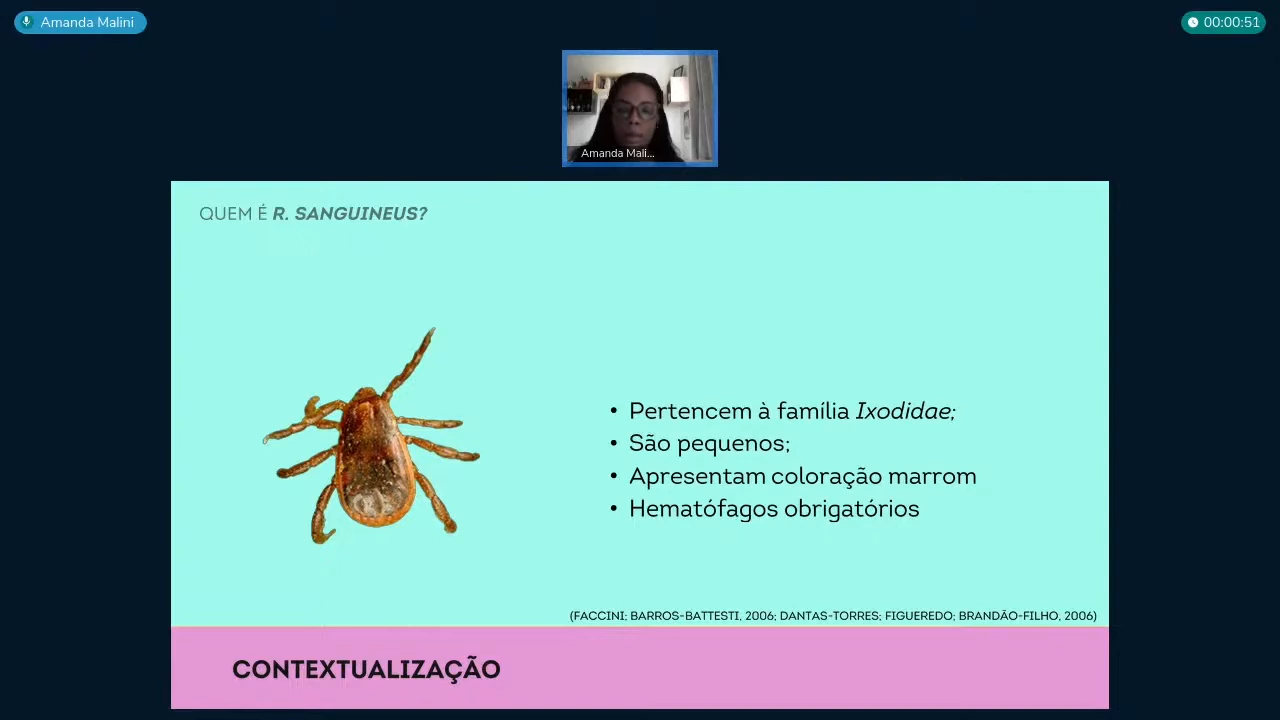 Amanda Malini
00:00:51
Amanda Mali...
QUEM É R. SANGUINEUS?
• Pertencem à família Ixodidae;
• São pequenos;
• Apresentam coloração marrom
• Hematófagos obrigatórios
(FACCINI; BARROS-BATTESTI, 2006; DANTAS-TORRES; FIGUEREDO; BRANDÃO-FILHO, 2006)
CONTEXTUALIZAÇÃO